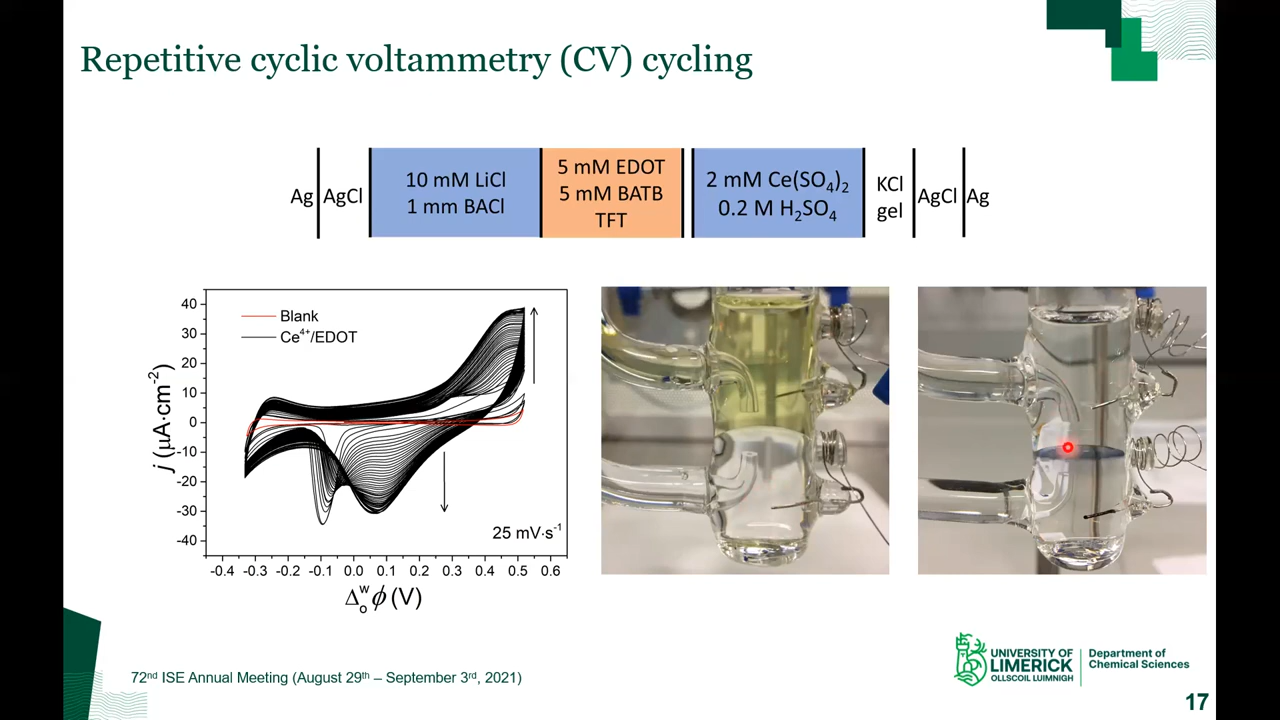 Repetitive cyclic voltammetry (CV) cycling
Ag AgCl
10 mM LiCl
1 mm BACl
5 mM EDOT
5 mM BATB
TFT
2 mM Ce(SO₄)₂
0.2 M H₂SO₄
KCl
gel
AgCl Ag
Blank
Ce⁴⁺/EDOT
40
30
20
10
0
-10
-20
-30
-40
j (μA·cm⁻²)
25 mV·s⁻¹
-0.4 -0.3 -0.2 -0.1 0.0 0.1 0.2 0.3 0.4 0.5 0.6
Δʷₒϕ (V)
UNIVERSITY OF
LIMERICK
OLLSCOIL LUIMNIGH
Department of
Chemical Sciences
72ⁿᵈ ISE Annual Meeting (August 29ᵗʰ – September 3ʳᵈ, 2021)
17